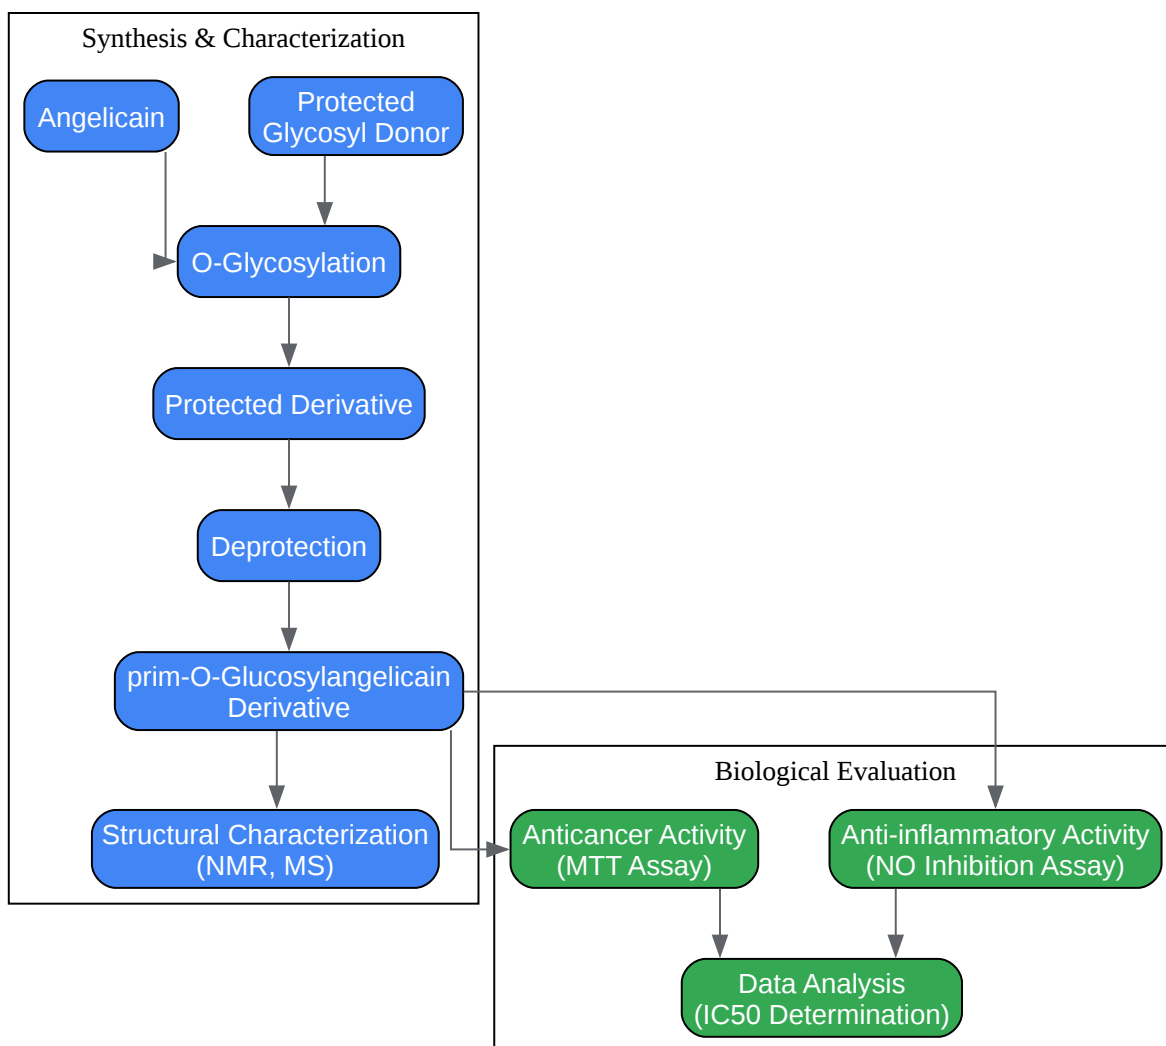 Synthesis & Characterization
Angelicain
Protected
Glycosyl Donor
O-Glycosylation
Protected Derivative
Deprotection
prim-O-Glucosylangelicain
Derivative
Structural Characterization
(NMR, MS)
Biological Evaluation
Anticancer Activity
(MTT Assay)
Anti-inflammatory Activity
(NO Inhibition Assay)
Data Analysis
(IC50 Determination)